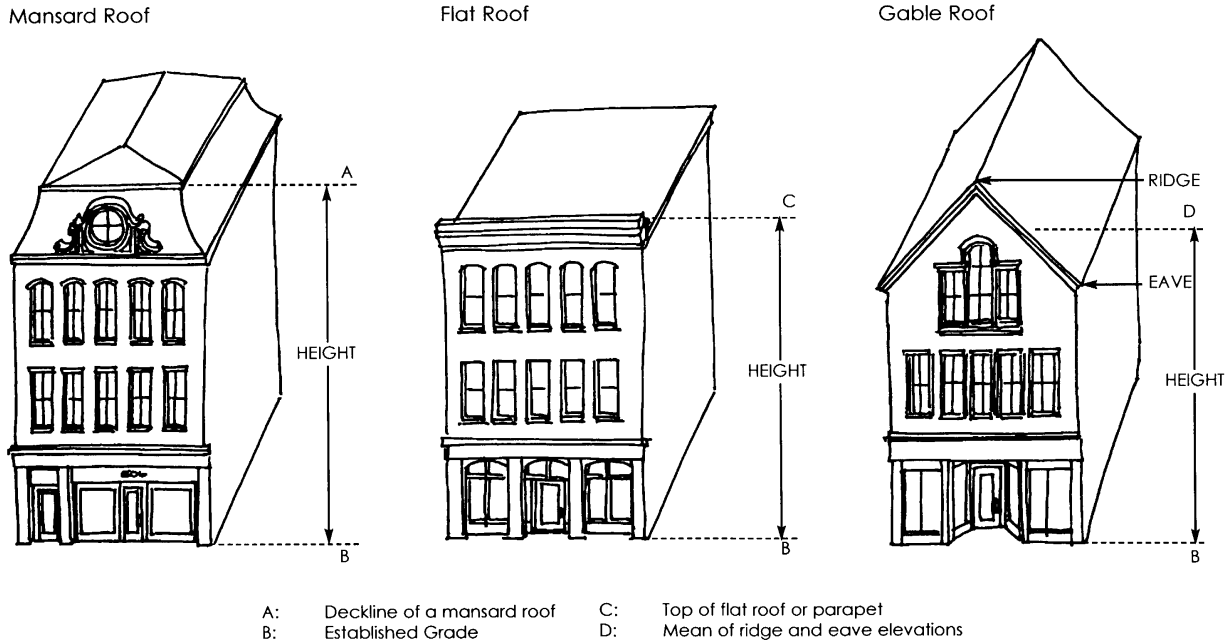 Mansard Roof
Flat Roof
Gable Roof
A
HEIGHT
B
C
HEIGHT
B
RIDGE
D
EAVE
HEIGHT
B
A: Deckline of a mansard roof
B: Established Grade
C: Top of flat roof or parapet
D: Mean of ridge and eave elevations